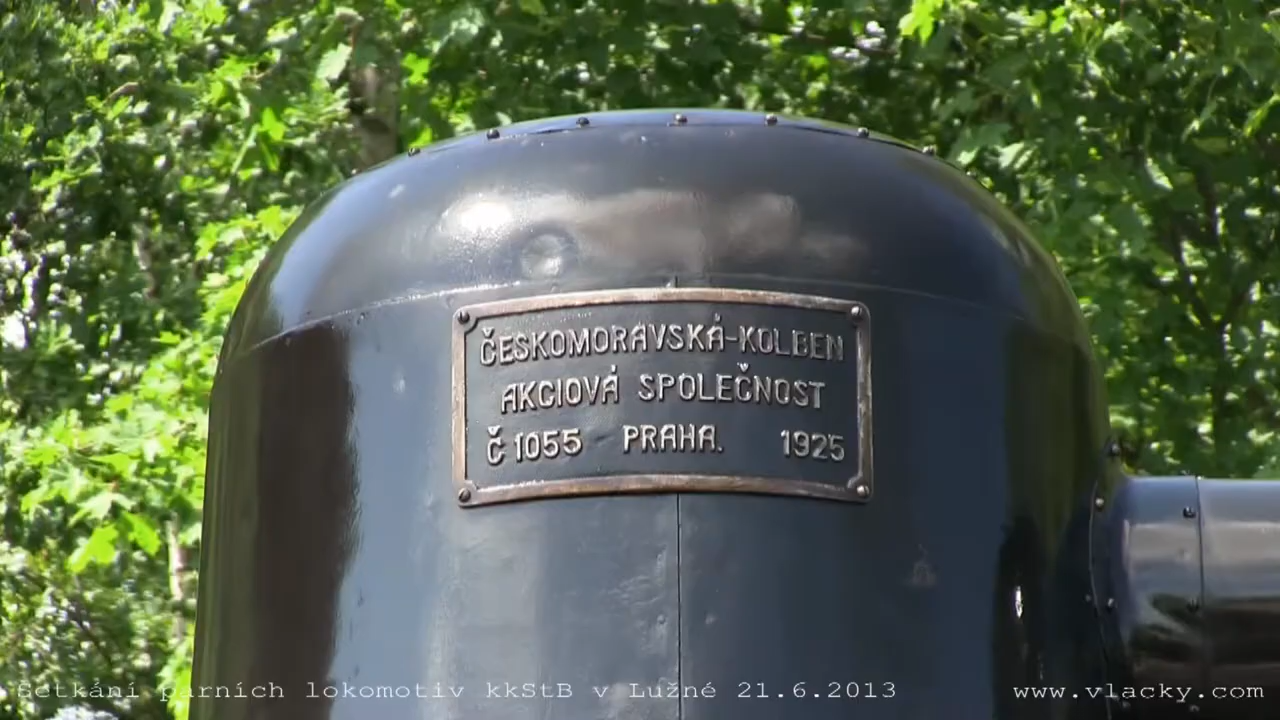 ČESKOMORAVSKÁ-KOLBEN
AKCIOVÁ SPOLEČNOST
Č 1055 PRAHA. 1925
Setkání parních lokomotiv kkStB v Lužné 21.6.2013 www.vlacky.com